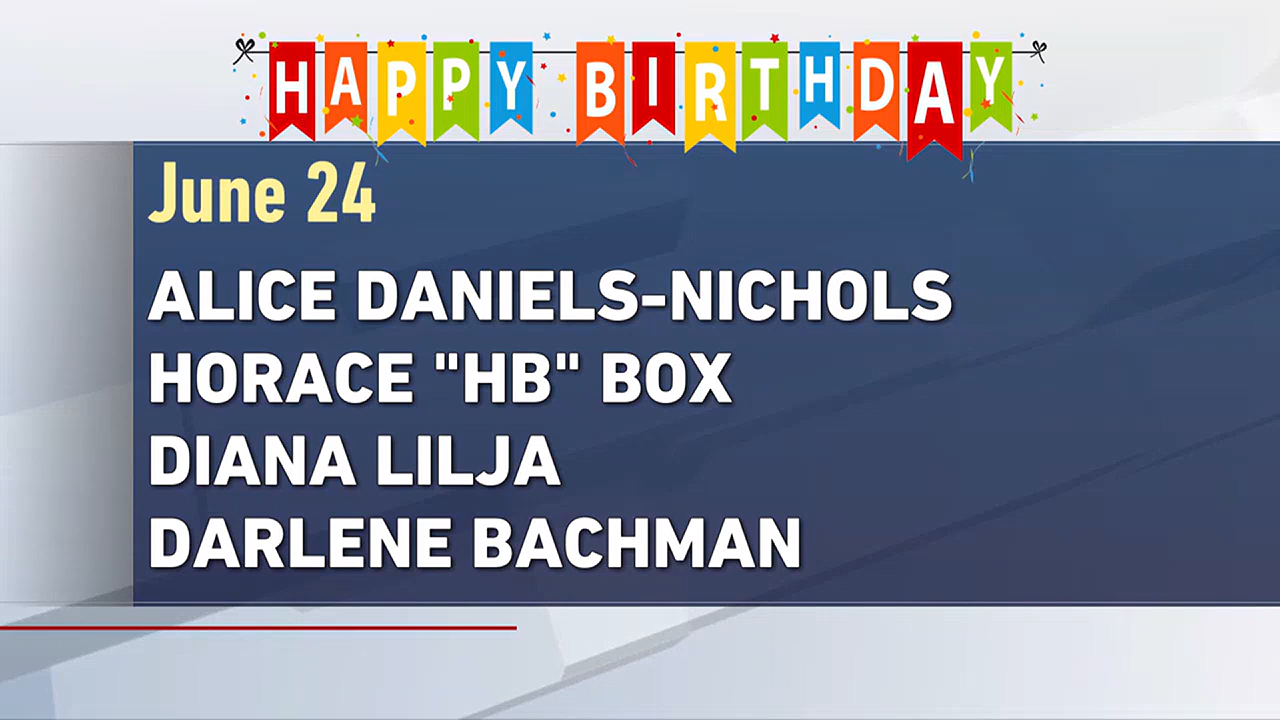 HAPPY BIRTHDAY
June 24
ALICE DANIELS-NICHOLS
HORACE "HB" BOX
DIANA LILJA
DARLENE BACHMAN